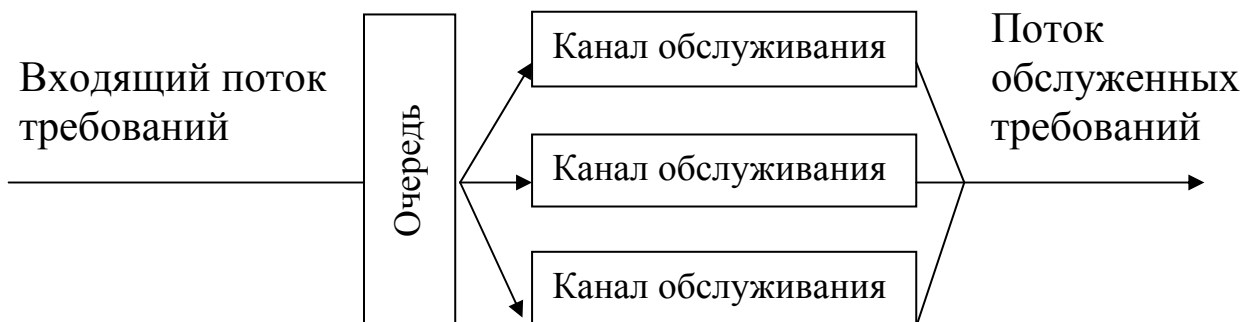 Входящий поток
требований
Очередь
Канал обслуживания
Канал обслуживания
Канал обслуживания
Поток
обслуженных
требований